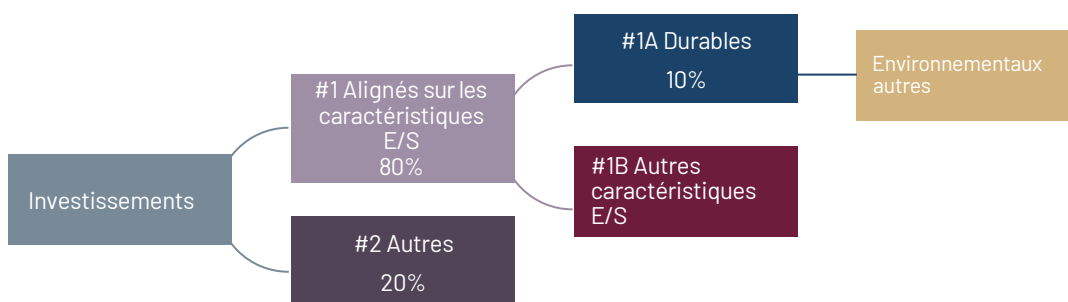 Investissements
#1 Alignés sur les
caractéristiques
E/S
80%
#2 Autres
20%
#1A Durables
10%
#1B Autres
caractéristiques
E/S
Environnementaux
autres